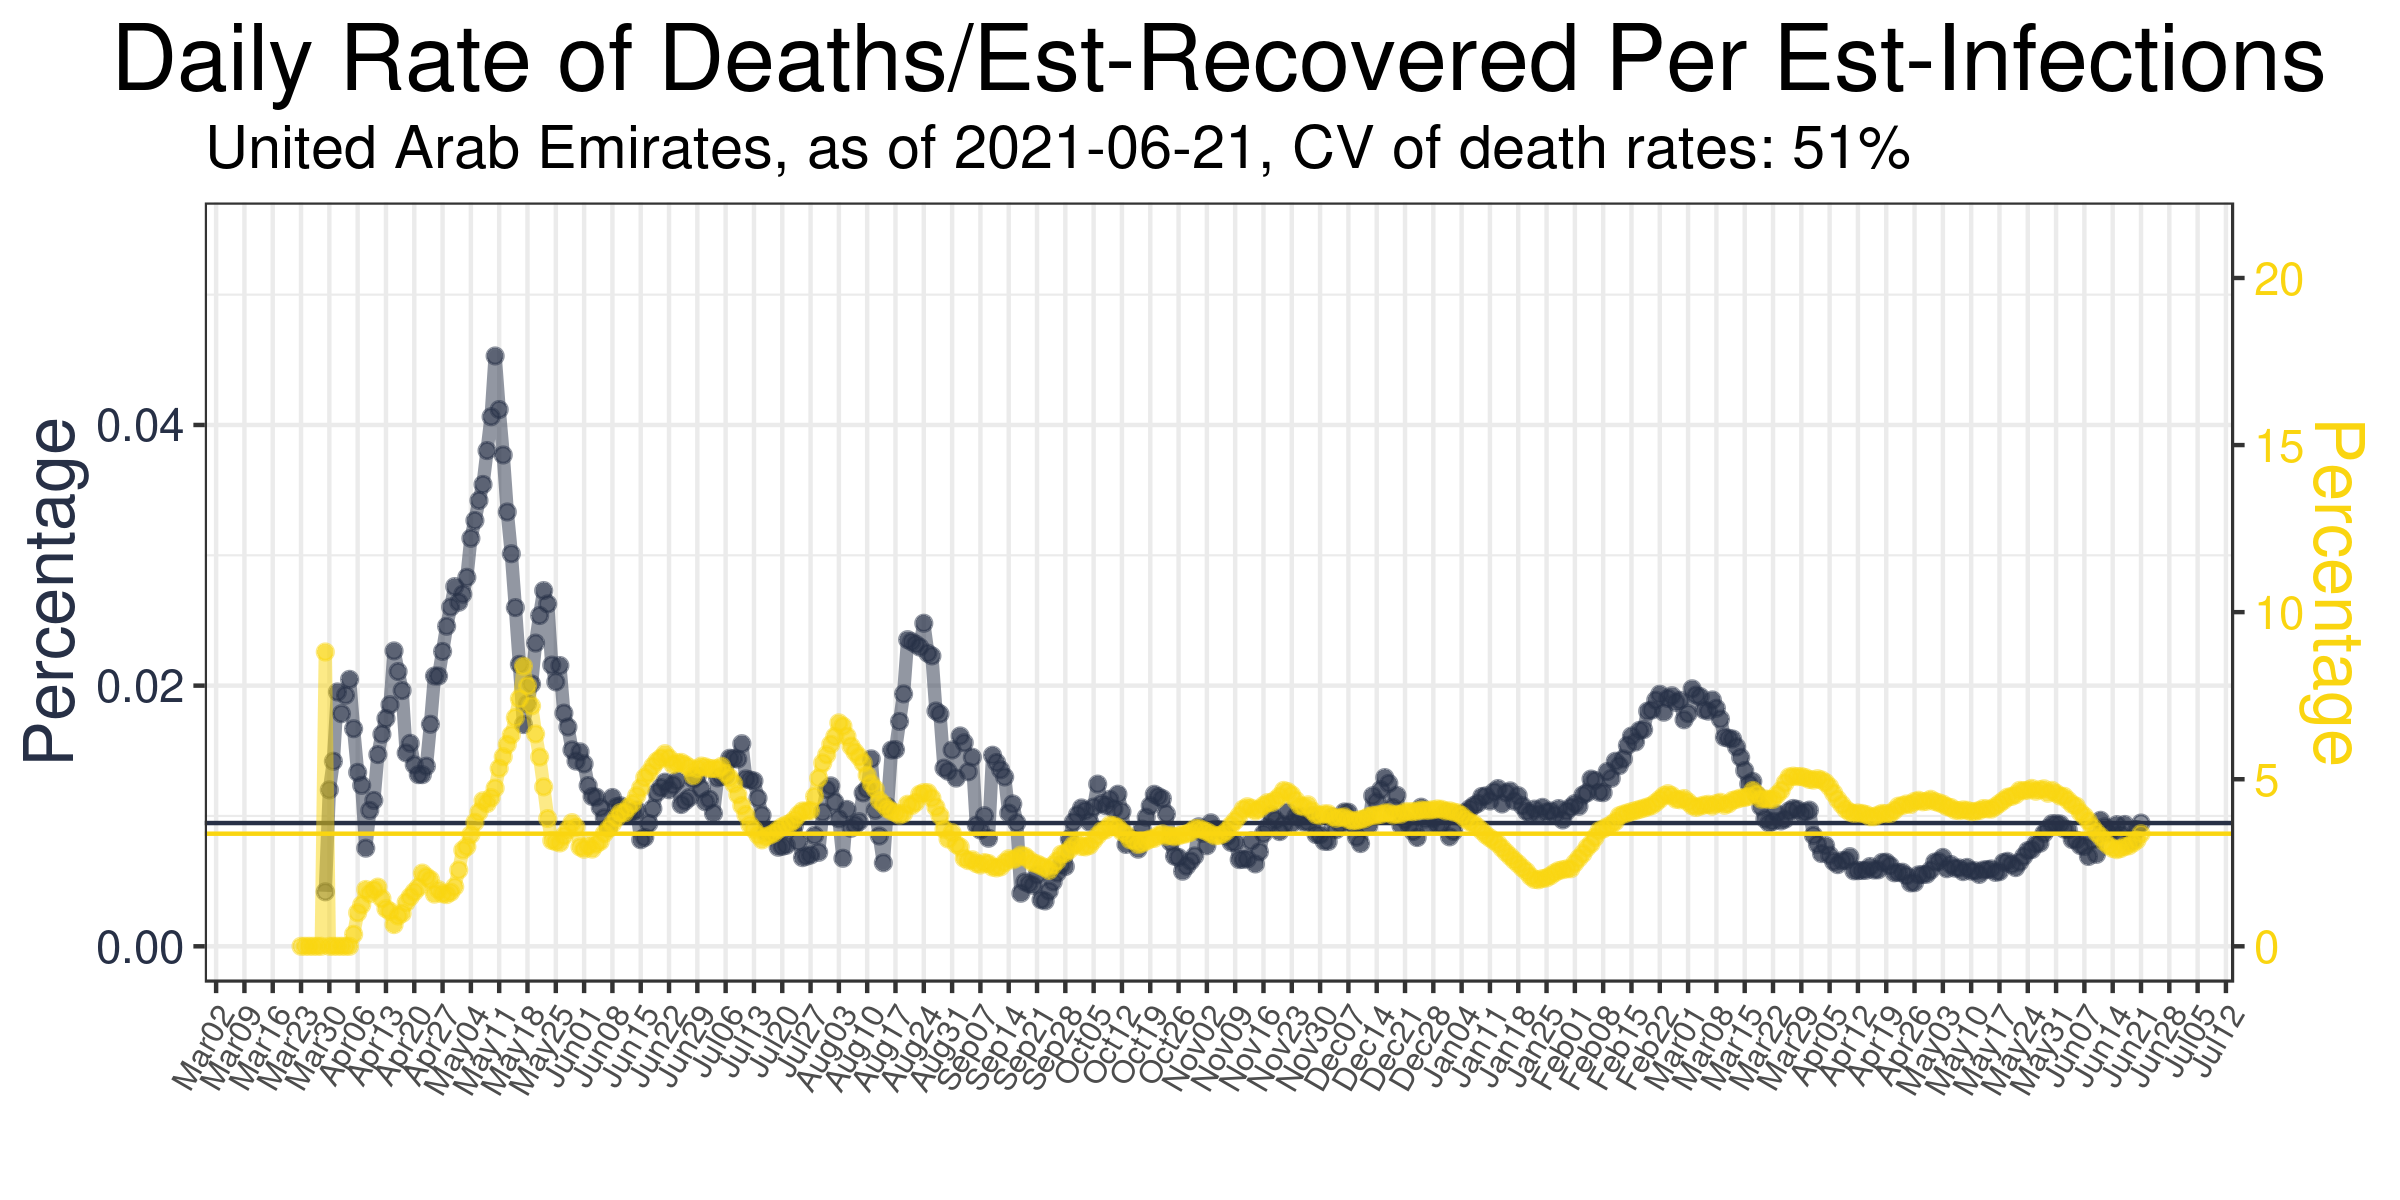 Daily Rate of Deaths/Est-Recovered Per Est-Infections
United Arab Emirates, as of 2021-06-21, CV of death rates: 51%
Percentage
0.04
0.02
0.00
20
15
10
5
0
Percentage
Mar02
Mar09
Mar16
Mar23
Mar30
Apr06
Apr13
Apr20
Apr27
May04
May11
May18
May25
Jun01
Jun08
Jun15
Jun22
Jun29
Jul06
Jul13
Jul20
Jul27
Aug03
Aug10
Aug17
Aug24
Aug31
Sep07
Sep14
Sep21
Sep28
Oct05
Oct12
Oct19
Oct26
Nov02
Nov09
Nov16
Nov23
Nov30
Dec07
Dec14
Dec21
Dec28
Jan04
Jan11
Jan18
Jan25
Feb01
Feb08
Feb15
Feb22
Mar01
Mar08
Mar15
Mar22
Mar29
Apr05
Apr12
Apr19
Apr26
May03
May10
May17
May24
May31
Jun07
Jun14
Jun21
Jun28
Jul05
Jul12